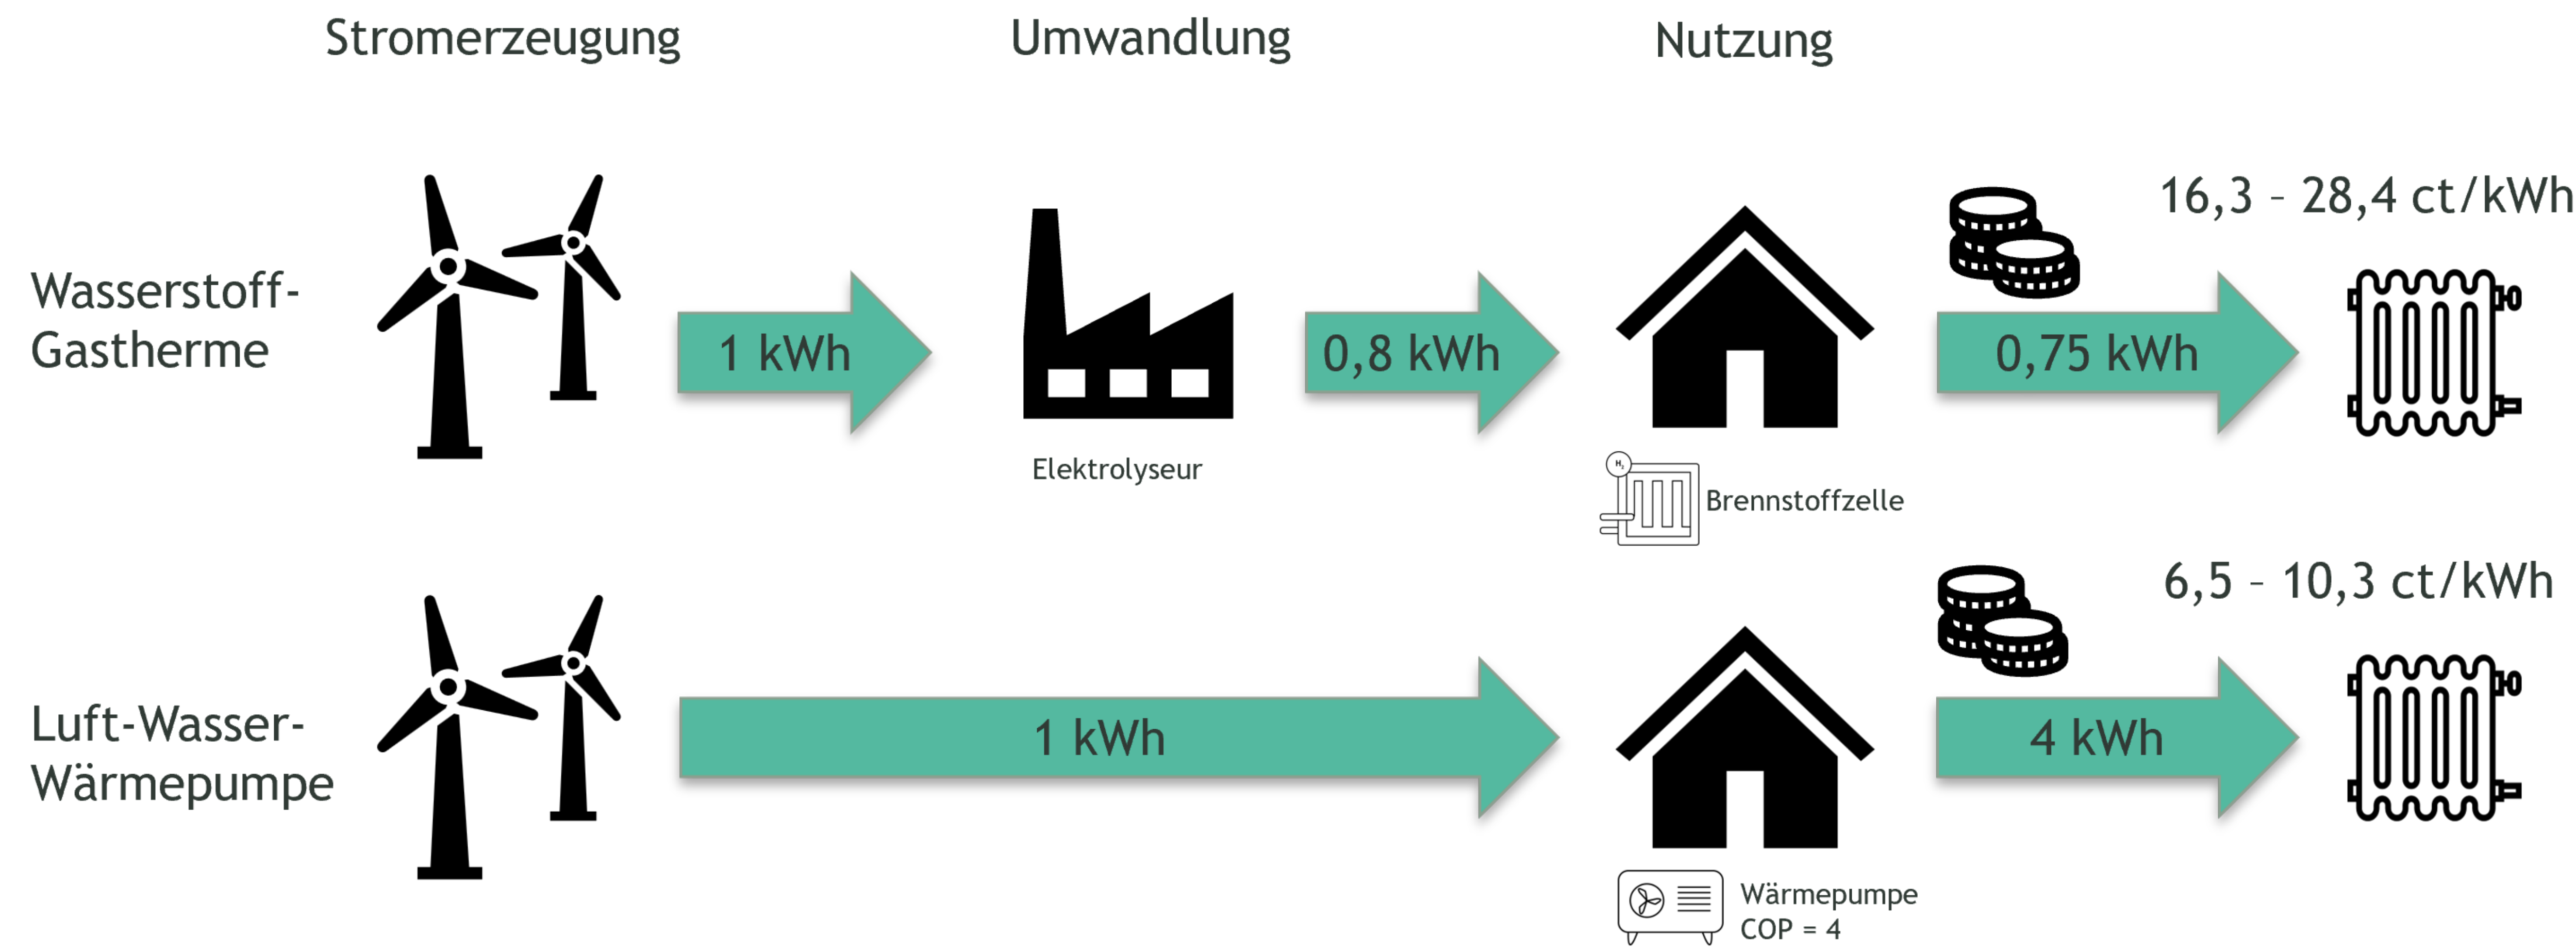 Stromerzeugung
Umwandlung
Nutzung
16,3 – 28,4 ct/kWh
Wasserstoff-
Gastherme
1 kWh
0,8 kWh
0,75 kWh
Elektrolyseur
H₂
Brennstoffzelle
6,5 – 10,3 ct/kWh
Luft-Wasser-
Wärmepumpe
1 kWh
4 kWh
Wärmepumpe
COP = 4